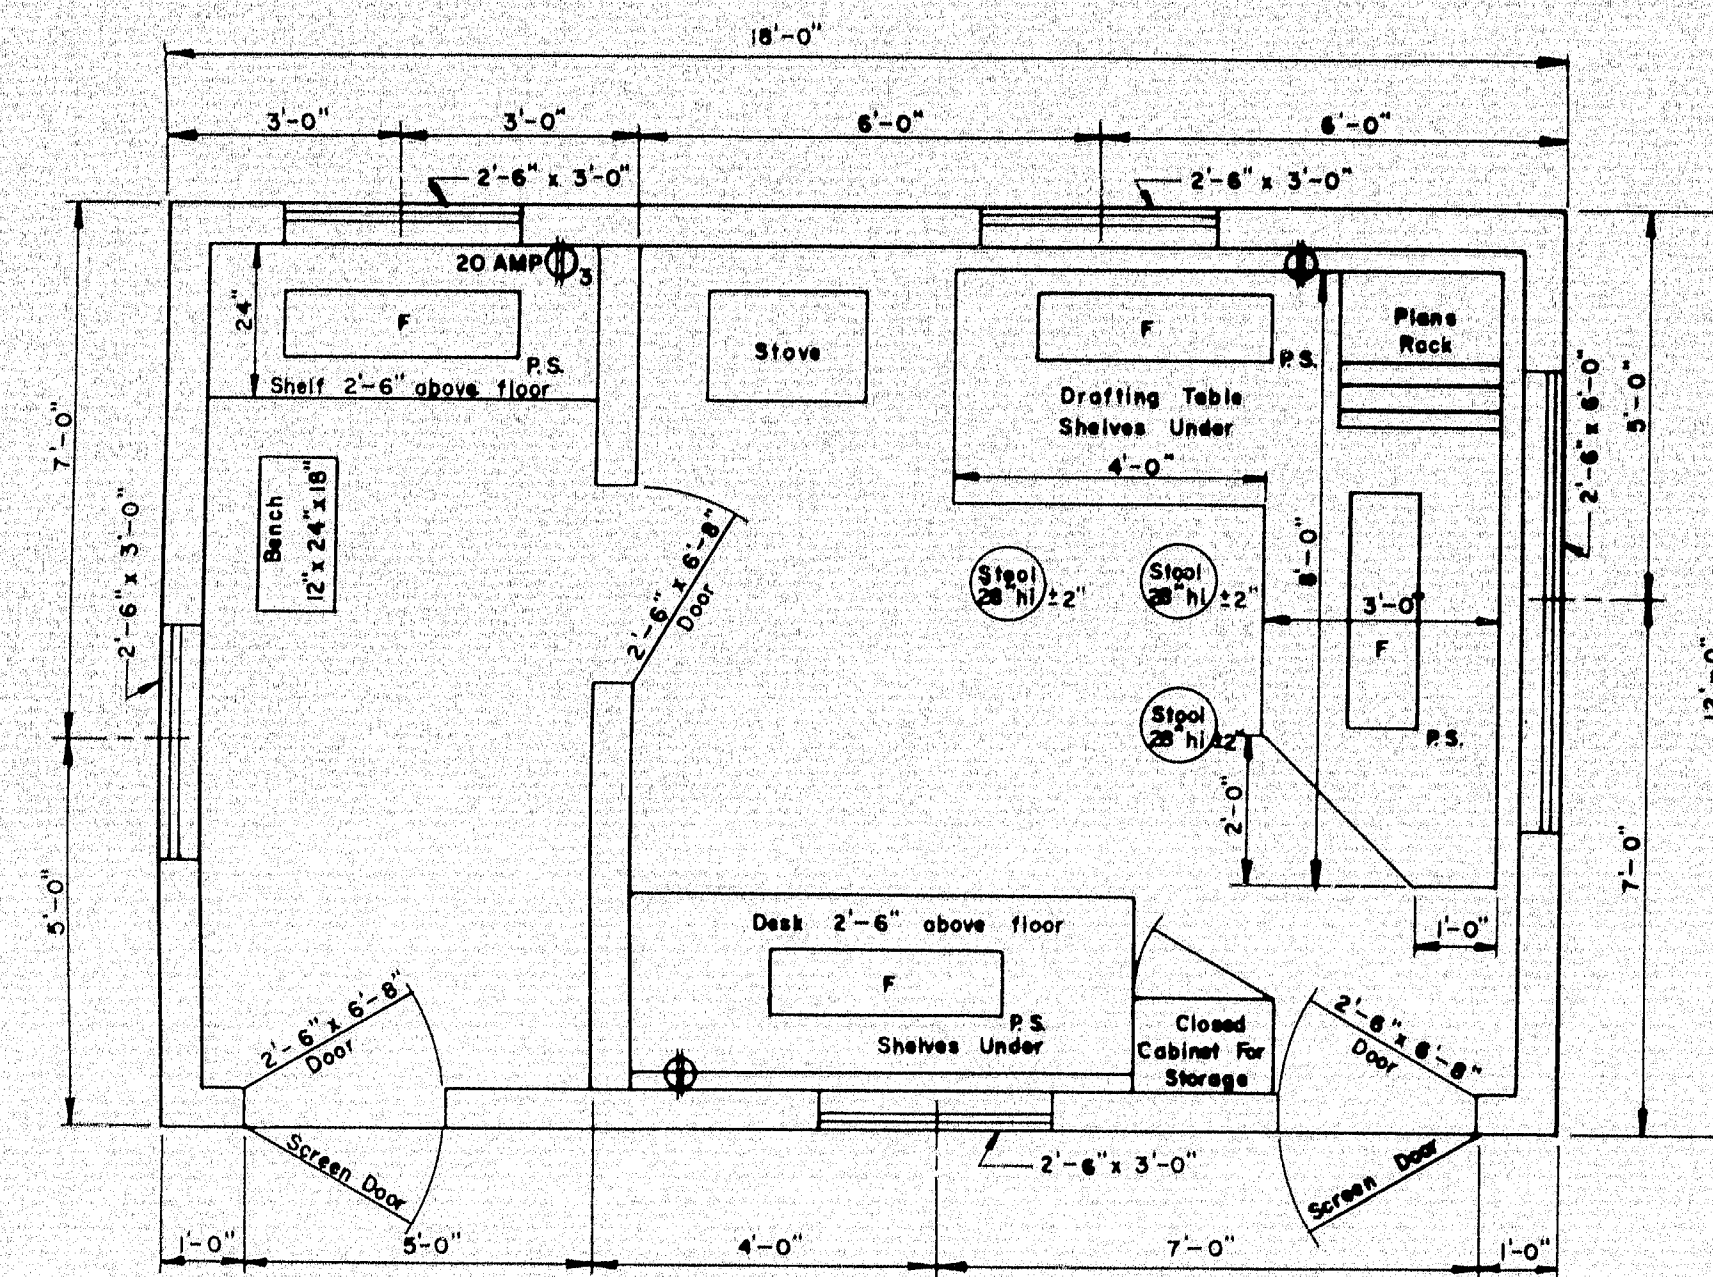 18'-0"
3'-0"
3'-0"
6'-0"
6'-0"
2'-6" x 3'-0"
2'-6" x 3'-0"
20 AMP
3
24"
F
P.S.
Shelf 2'-6" above floor
Stove
F
P.S.
Drafting Table
Shelves Under
4'-0"
Plans
Rack
2'-6" x 6'-0"
5'-0"
7'-0"
2'-6" x 3'-0"
Bench
12" x 24" x 18"
2'-6" x 6'-8"
Door
Stool
28" hi ±2"
Stool
28" hi ±2"
8'-0"
3'-0"
F
P.S.
12'-0"
Stool
28" hi ±2"
2'-0"
7'-0"
5'-0"
1'-0"
Desk 2'-6" above floor
F
P.S.
Shelves Under
Closed
Cabinet For
Storage
2'-6" x 6'-8"
Door
2'-6" x 6'-8"
Door
Screen Door
2'-6" x 3'-0"
Screen Door
1'-0"
5'-0"
4'-0"
7'-0"
1'-0"